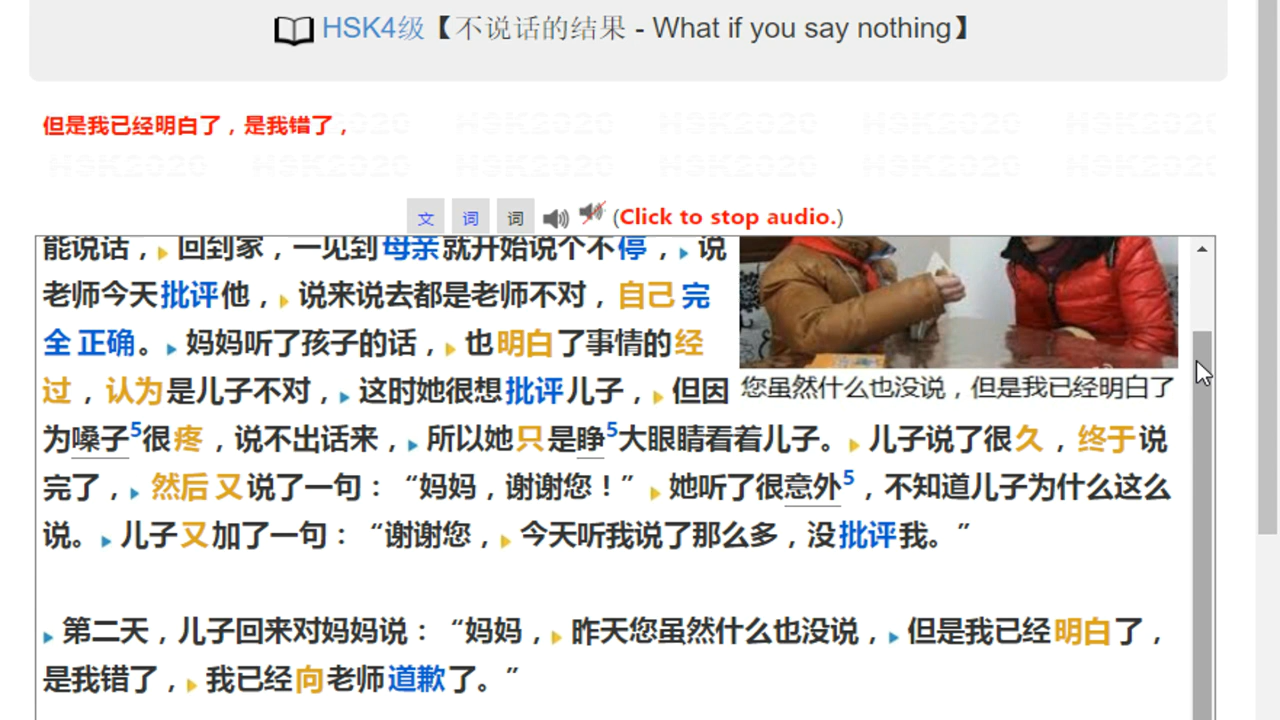 HSK4级【不说话的结果 - What if you say nothing】
但是我已经明白了，是我错了，
HSK2020 HSK2020 HSK2020 HSK2020 HSK2020
HSK2020 HSK2020 HSK2020 HSK2020 HSK2020 HSK2020
文 词 词 (Click to stop audio.)
能说话，回到家，一见到母亲就开始说个不停，说
老师今天批评他，说来说去都是老师不对，自己 完
全 正确。妈妈听了孩子的话，也明白了事情的经
过，认为是儿子不对，这时她很想批评儿子，但因
您虽然什么也没说，但是我已经明白了
为嗓子5很疼，说不出话来，所以她只是睁5大眼睛看着儿子。儿子说了很久，终于说
完了，然后 又说了一句：“妈妈，谢谢您！”她听了很意外5，不知道儿子为什么这么
说。儿子又加了一句：“谢谢您，今天听我说了那么多，没批评我。”
第二天，儿子回来对妈妈说：“妈妈，昨天您虽然什么也没说，但是我已经明白了，
是我错了，我已经向老师道歉了。”